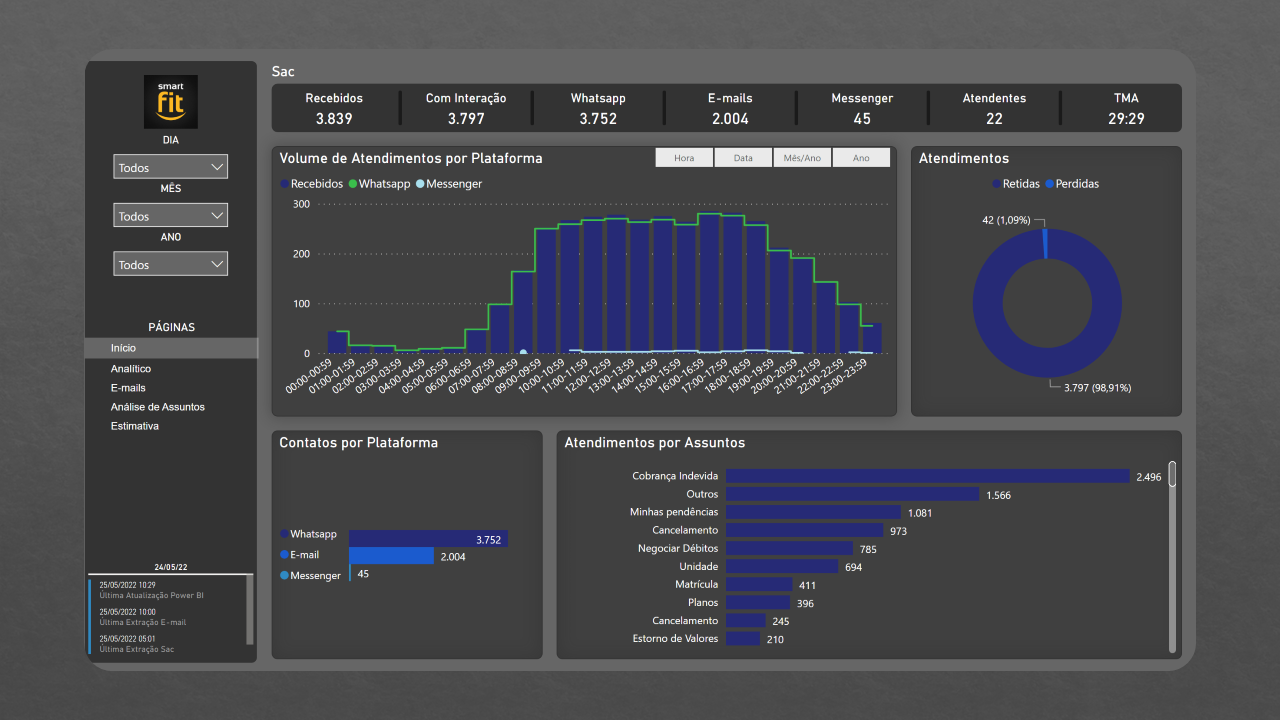 smart
fit
DIA
Todos
MÊS
Todos
ANO
Todos
PÁGINAS
Início
Analítico
E-mails
Análise de Assuntos
Estimativa
24/05/22
25/05/2022 10:29
Última Atualização Power BI
25/05/2022 10:00
Última Extração E-mail
25/05/2022 05:01
Última Extração Sac
Sac
Recebidos Com Interação Whatsapp E-mails Messenger Atendentes TMA
3.839 3.797 3.752 2.004 45 22 29:29
Volume de Atendimentos por Plataforma
Hora Data Mês/Ano Ano
Recebidos Whatsapp Messenger
300
200
100
0
00:00-00:59
01:00-01:59
02:00-02:59
03:00-03:59
04:00-04:59
05:00-05:59
06:00-06:59
07:00-07:59
08:00-08:59
09:00-09:59
10:00-10:59
11:00-11:59
12:00-12:59
13:00-13:59
14:00-14:59
15:00-15:59
16:00-16:59
17:00-17:59
18:00-18:59
19:00-19:59
20:00-20:59
21:00-21:59
22:00-22:59
23:00-23:59
Atendimentos
Retidas Perdidas
42 (1,09%)
3.797 (98,91%)
Contatos por Plataforma
Whatsapp 3.752
E-mail 2.004
Messenger 45
Atendimentos por Assuntos
Cobrança Indevida 2.496
Outros 1.566
Minhas pendências 1.081
Cancelamento 973
Negociar Débitos 785
Unidade 694
Matrícula 411
Planos 396
Cancelamento 245
Estorno de Valores 210